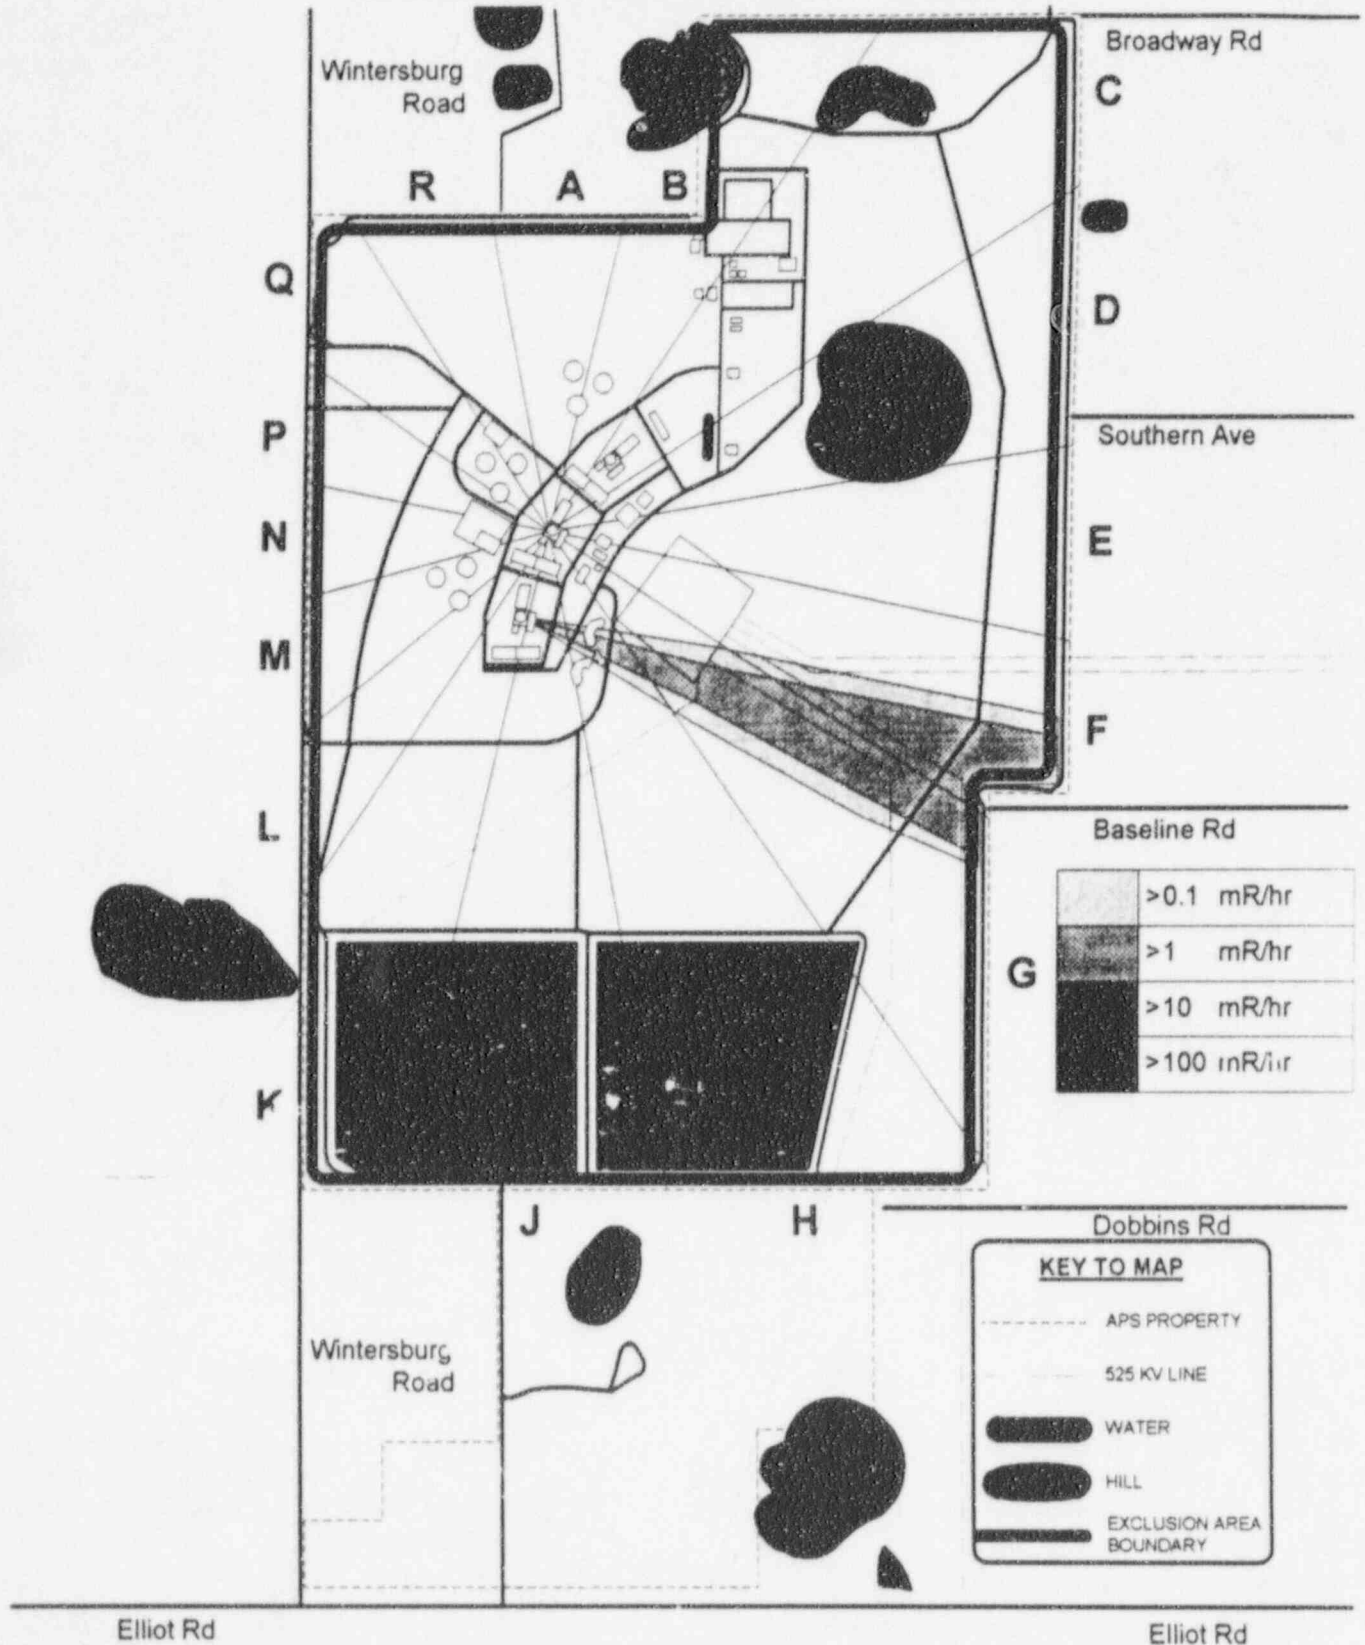 Broadway Rd
Wintersburg
Road
C
R
A
B
Q
D
P
Southern Ave
N
E
M
F
L
Baseline Rd
>0.1 mR/hr
>1 mR/hr
G
>10 mR/hr
>100 mR/hr
K
J
H
Dobbins Rd
KEY TO MAP
APS PROPERTY
Wintersburg
Road
525 KV LINE
WATER
HILL
EXCLUSION AREA
BOUNDARY
Elliot Rd
Elliot Rd